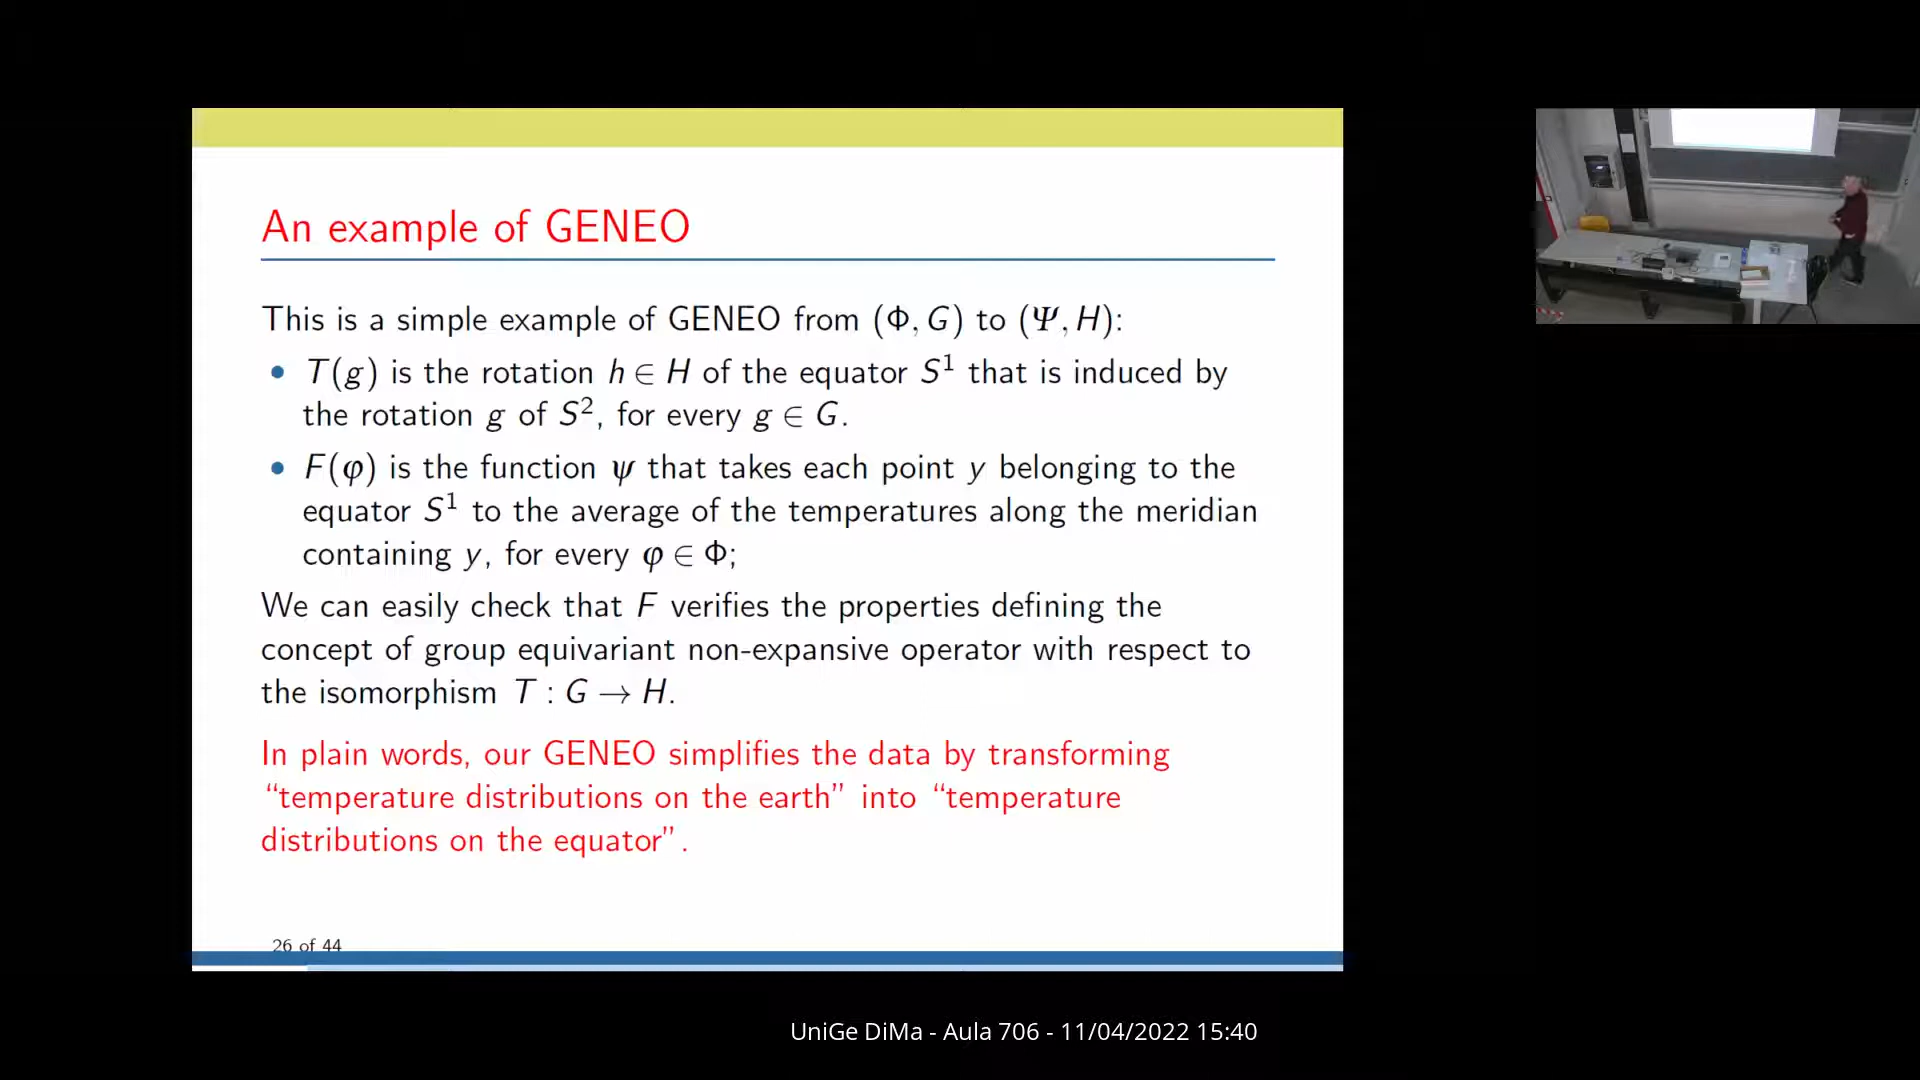 An example of GENEO
This is a simple example of GENEO from (Φ, G) to (Ψ, H):
• T(g) is the rotation h ∈ H of the equator S¹ that is induced by
the rotation g of S², for every g ∈ G.
• F(φ) is the function ψ that takes each point y belonging to the
equator S¹ to the average of the temperatures along the meridian
containing y, for every φ ∈ Φ;
We can easily check that F verifies the properties defining the
concept of group equivariant non-expansive operator with respect to
the isomorphism T : G → H.
In plain words, our GENEO simplifies the data by transforming
“temperature distributions on the earth” into “temperature
distributions on the equator”.
26 of 44
UniGe DiMa - Aula 706 - 11/04/2022 15:40